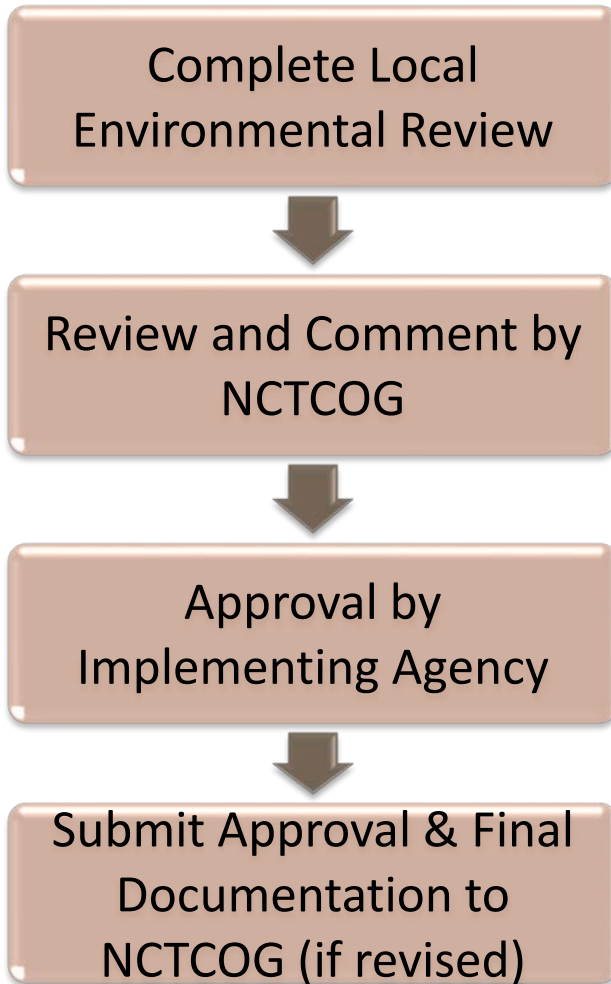 Complete Local
Environmental Review
Review and Comment by
NCTCOG
Approval by
Implementing Agency
Submit Approval & Final
Documentation to
NCTCOG (if revised)